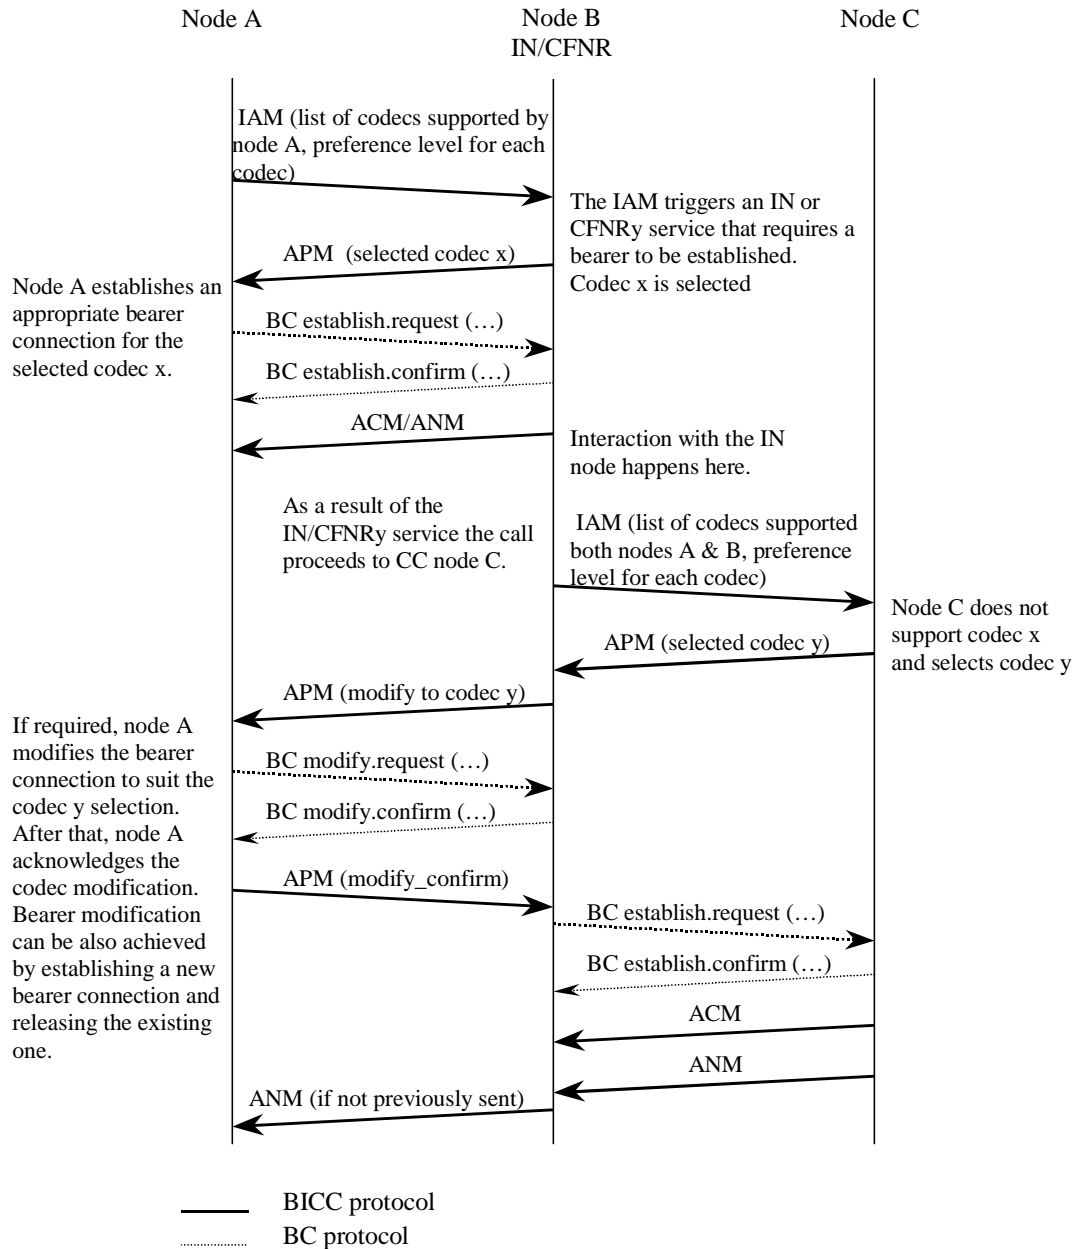 Node A
Node B
IN/CFNR
Node C
IAM (list of codecs supported by
node A, preference level for each
codec)
The IAM triggers an IN or
CFNRy service that requires a
bearer to be established.
Codec x is selected
APM (selected codec x)
Node A establishes an
appropriate bearer
connection for the
selected codec x.
BC establish.request (…)
BC establish.confirm (…)
ACM/ANM
Interaction with the IN
node happens here.
As a result of the
IN/CFNRy service the call
proceeds to CC node C.
IAM (list of codecs supported
both nodes A & B, preference
level for each codec)
Node C does not
support codec x
and selects codec y
APM (selected codec y)
APM (modify to codec y)
If required, node A
modifies the bearer
connection to suit the
codec y selection.
After that, node A
acknowledges the
codec modification.
Bearer modification
can be also achieved
by establishing a new
bearer connection and
releasing the existing
one.
BC modify.request (…)
BC modify.confirm (…)
APM (modify_confirm)
BC establish.request (…)
BC establish.confirm (…)
ACM
ANM
ANM (if not previously sent)
BICC protocol
BC protocol